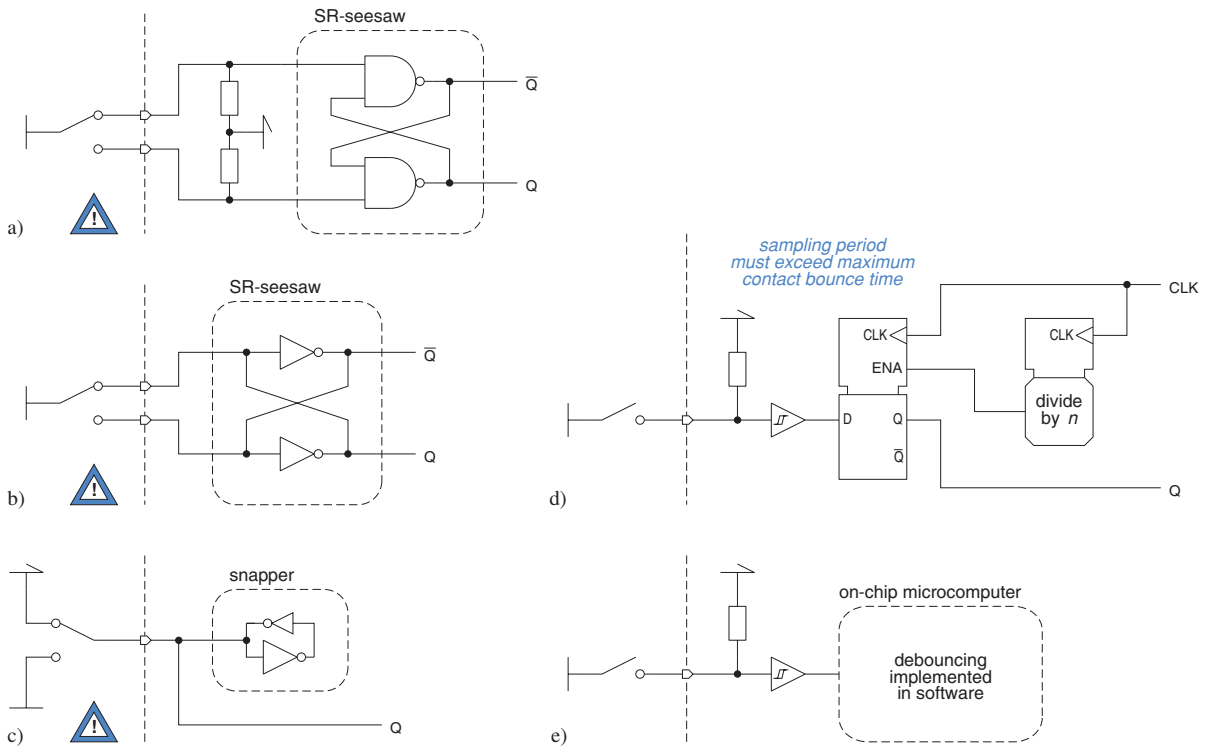 SR-seesaw
Q̅
Q
!
a)
SR-seesaw
Q̅
Q
!
b)
snapper
Q
!
c)
sampling period
must exceed maximum
contact bounce time
CLK
CLK
CLK
ENA
divide
by n
D
Q
Q̅
Q
d)
on-chip microcomputer
debouncing
implemented
in software
e)